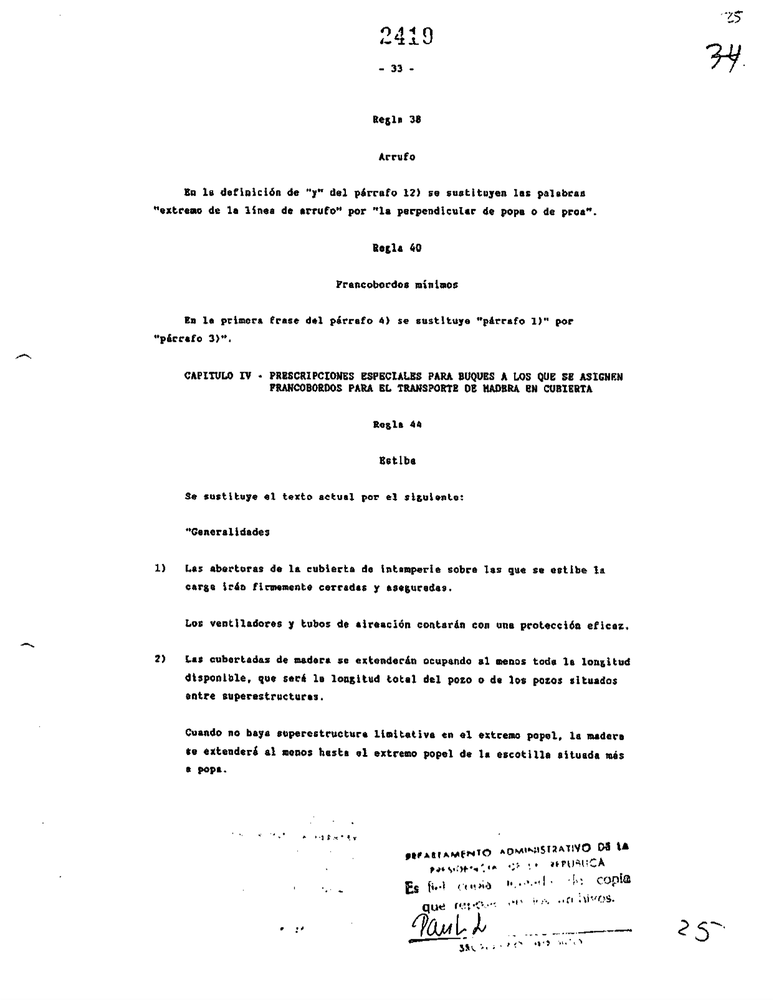 25
2419
34.
- 33 -
Regla 38
Arrufo
En la definición de "y" del párrafo 12) se sustituyen las palabras
"extremo de la línea de arrufo" por "la perpendicular de popa o de proa".
Regla 40
Francobordos mínimos
En la primera frase del párrafo 4) se sustituye "párrafo 1)" por
"párrafo 3)".
CAPITULO IV - PRESCRIPCIONES ESPECIALES PARA BUQUES A LOS QUE SE ASIGNEN
FRANCOBORDOS PARA EL TRANSPORTE DE MADERA EN CUBIERTA
Regla 44
Estiba
Se sustituye el texto actual por el siguiente:
"Generalidades
1) Las aberturas de la cubierta de intemperie sobre las que se estibe la
carga irán firmemente cerradas y aseguradas.
Los ventiladores y tubos de aireación contarán con una protección eficaz.
2) Las cubertadas de madera se extenderán ocupando al menos toda la longitud
disponible, que será la longitud total del pozo o de los pozos situados
entre superestructuras.
Cuando no haya superestructura limitativa en el extremo popel, la madera
se extenderá al menos hasta el extremo popel de la escotilla situada más
a popa.
DEPARTAMENTO ADMINISTRATIVO DE LA
PRESIDENCIA DE LA REPUBLICA
Es fiel copia tomada de copia
que reposa en los archivos.
25